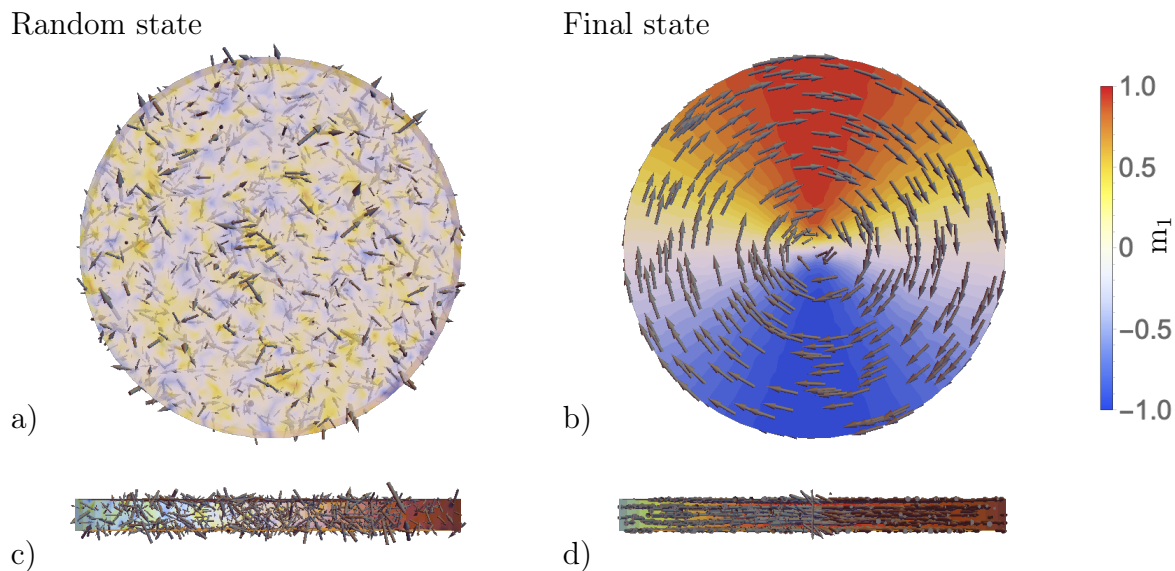 Random state
Final state
a)
b)
1.0
0.5
0
−0.5
−1.0
m1
c)
d)